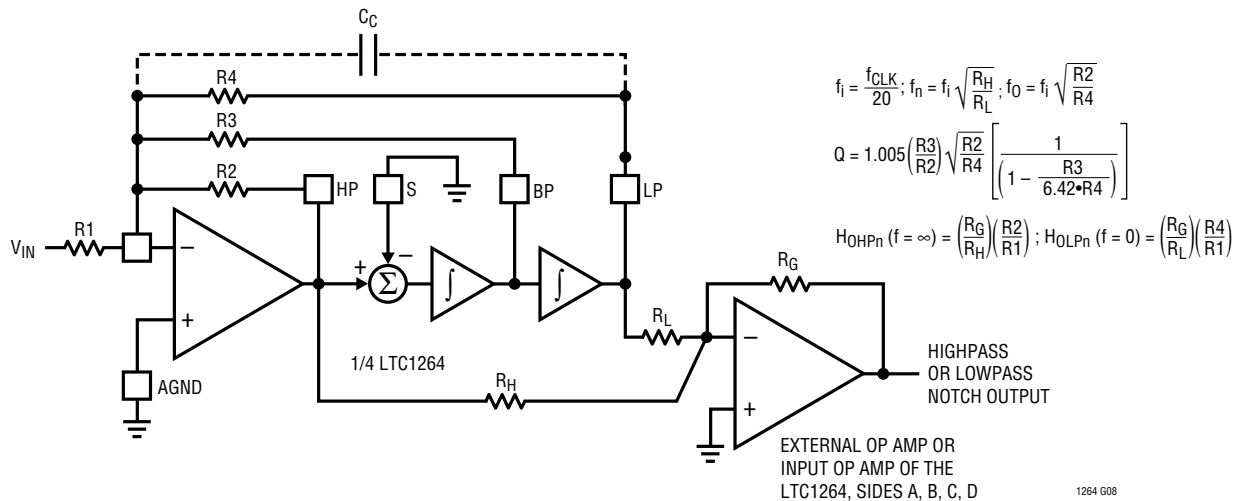 C_C
R4
R3
R2
HP
S
BP
LP
V_IN
R1
−
+
AGND
+
−
Σ
∫
∫
1/4 LTC1264
R_H
R_L
R_G
−
+
HIGHPASS
OR LOWPASS
NOTCH OUTPUT
EXTERNAL OP AMP OR
INPUT OP AMP OF THE
LTC1264, SIDES A, B, C, D
f_i = f_CLK/20; f_n = f_i √(R_H/R_L); f_O = f_i √(R2/R4)
Q = 1.005(R3/R2) √(R2/R4) [1/(1 − R3/(6.42•R4))]
H_OHPn (f = ∞) = (R_G/R_H)(R2/R1); H_OLPn (f = 0) = (R_G/R_L)(R4/R1)
1264 G08